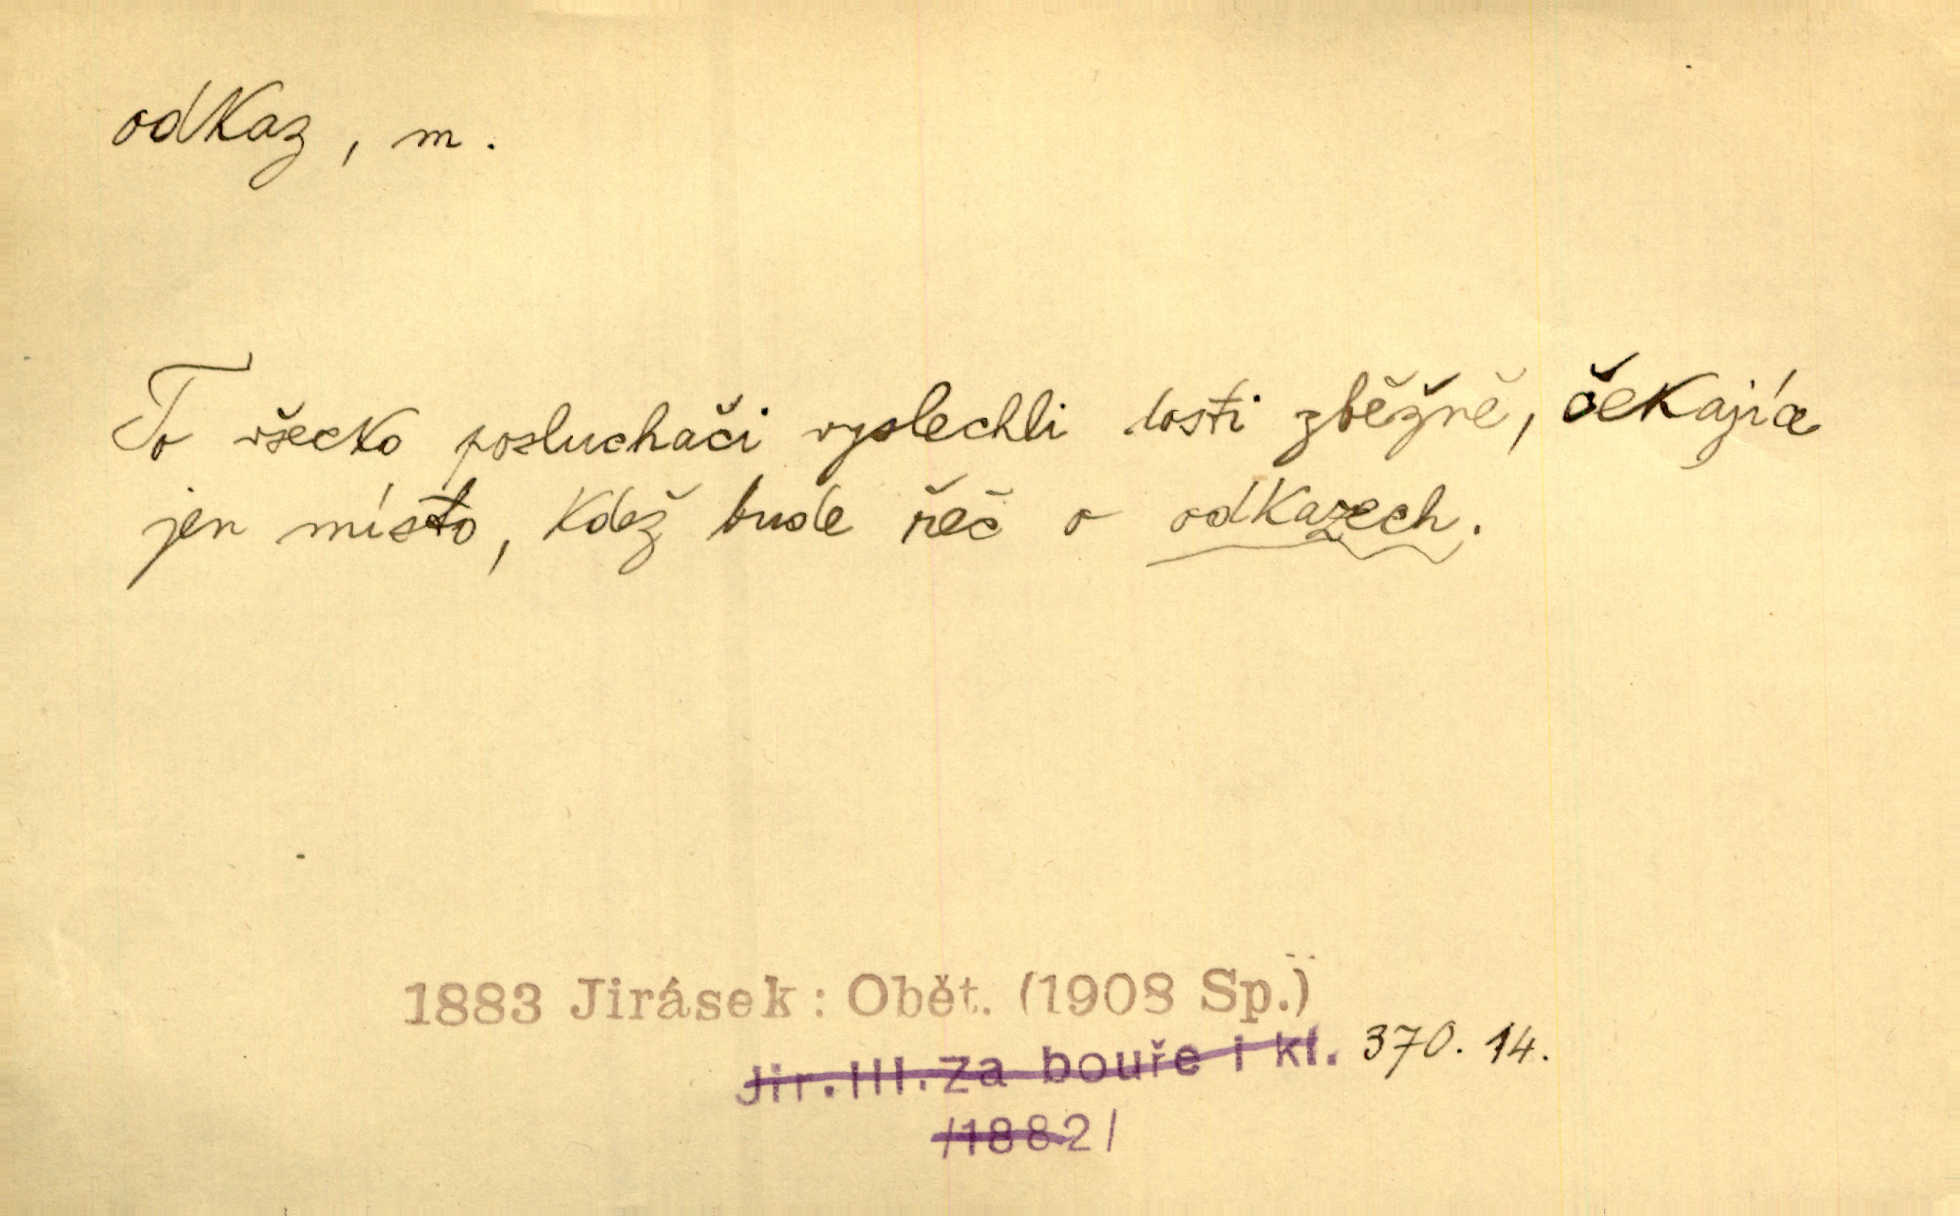 odkaz, m.
To všecko posluchači vyslechli dosti zběžně, čekajíce
jen místo, kdež bude řeč o odkazech.
1883 Jirásek: Obět. (1908 Sp.)
Jir. III. Za bouře i kl. 370. 14.
/1882/